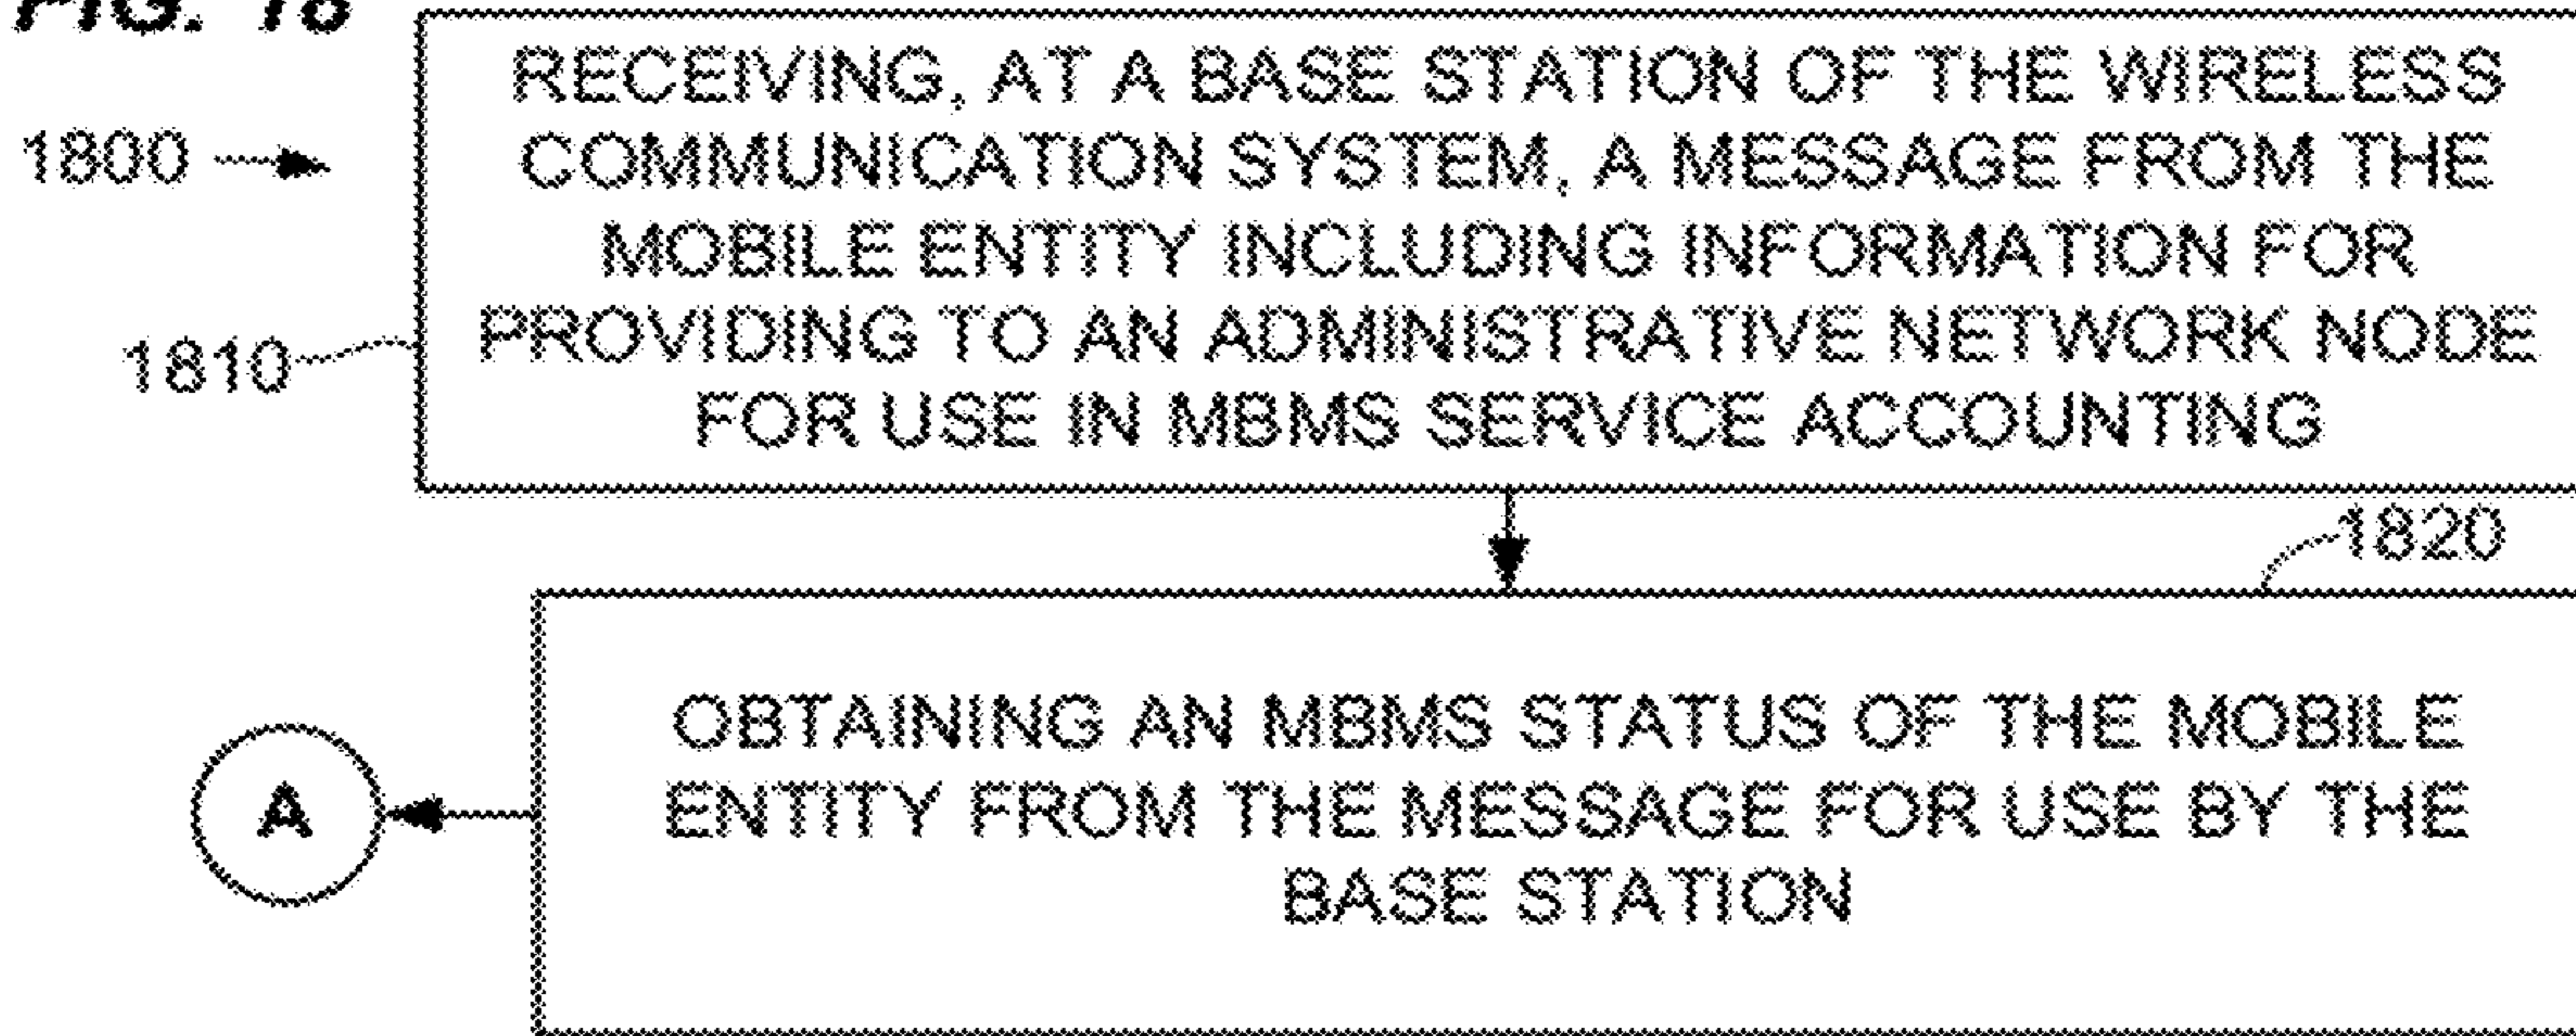 FIG. 18
1800
RECEIVING, AT A BASE STATION OF THE WIRELESS
COMMUNICATION SYSTEM, A MESSAGE FROM THE
MOBILE ENTITY INCLUDING INFORMATION FOR
PROVIDING TO AN ADMINISTRATIVE NETWORK NODE
FOR USE IN MBMS SERVICE ACCOUNTING
1810
1820
OBTAINING AN MBMS STATUS OF THE MOBILE
ENTITY FROM THE MESSAGE FOR USE BY THE
BASE STATION
A